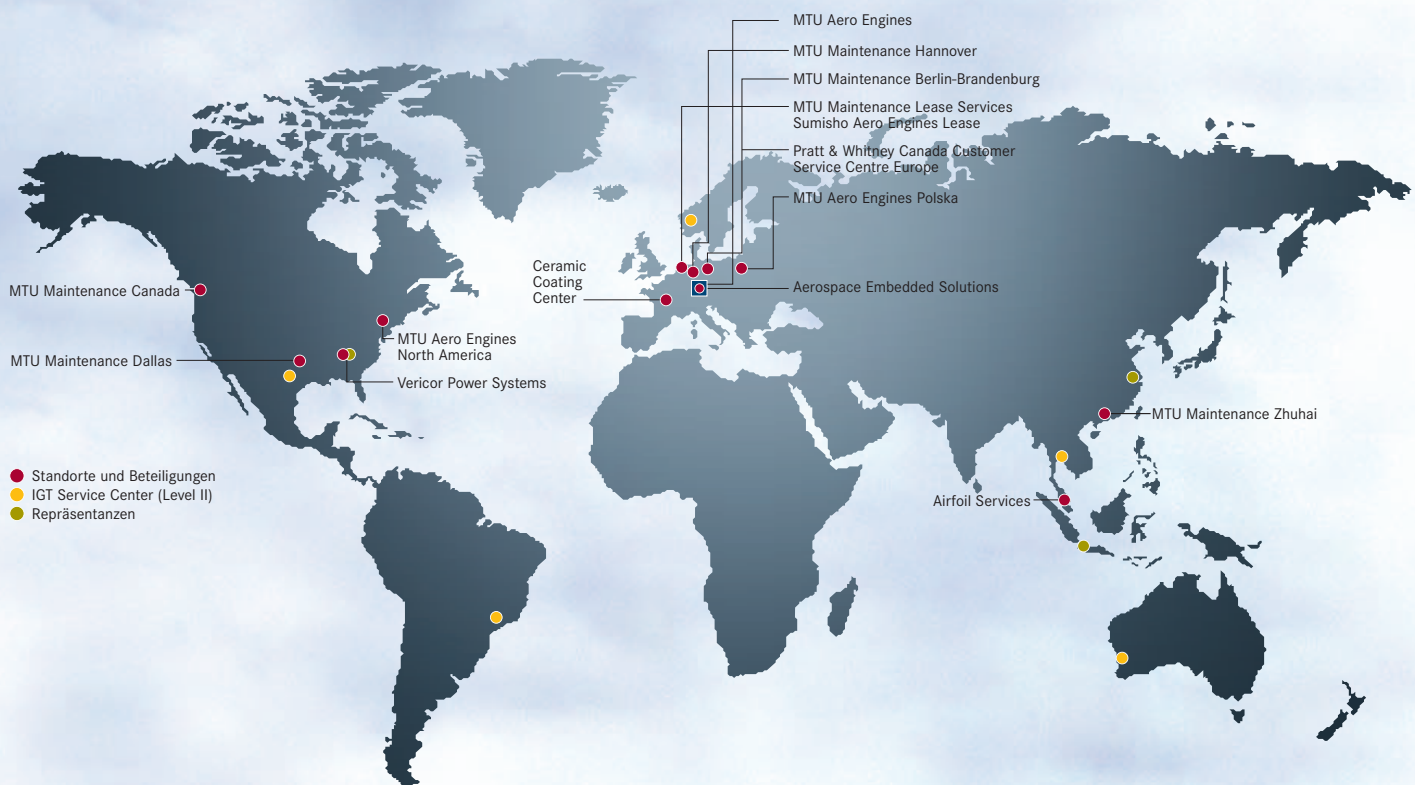 MTU Aero Engines
MTU Maintenance Hannover
MTU Maintenance Berlin-Brandenburg
MTU Maintenance Lease Services
Sumisho Aero Engines Lease
Pratt & Whitney Canada Customer
Service Centre Europe
MTU Aero Engines Polska
Aerospace Embedded Solutions
Ceramic
Coating
Center
MTU Maintenance Canada
MTU Aero Engines
North America
MTU Maintenance Dallas
Vericor Power Systems
MTU Maintenance Zhuhai
Airfoil Services
Standorte und Beteiligungen
IGT Service Center (Level II)
Repräsentanzen